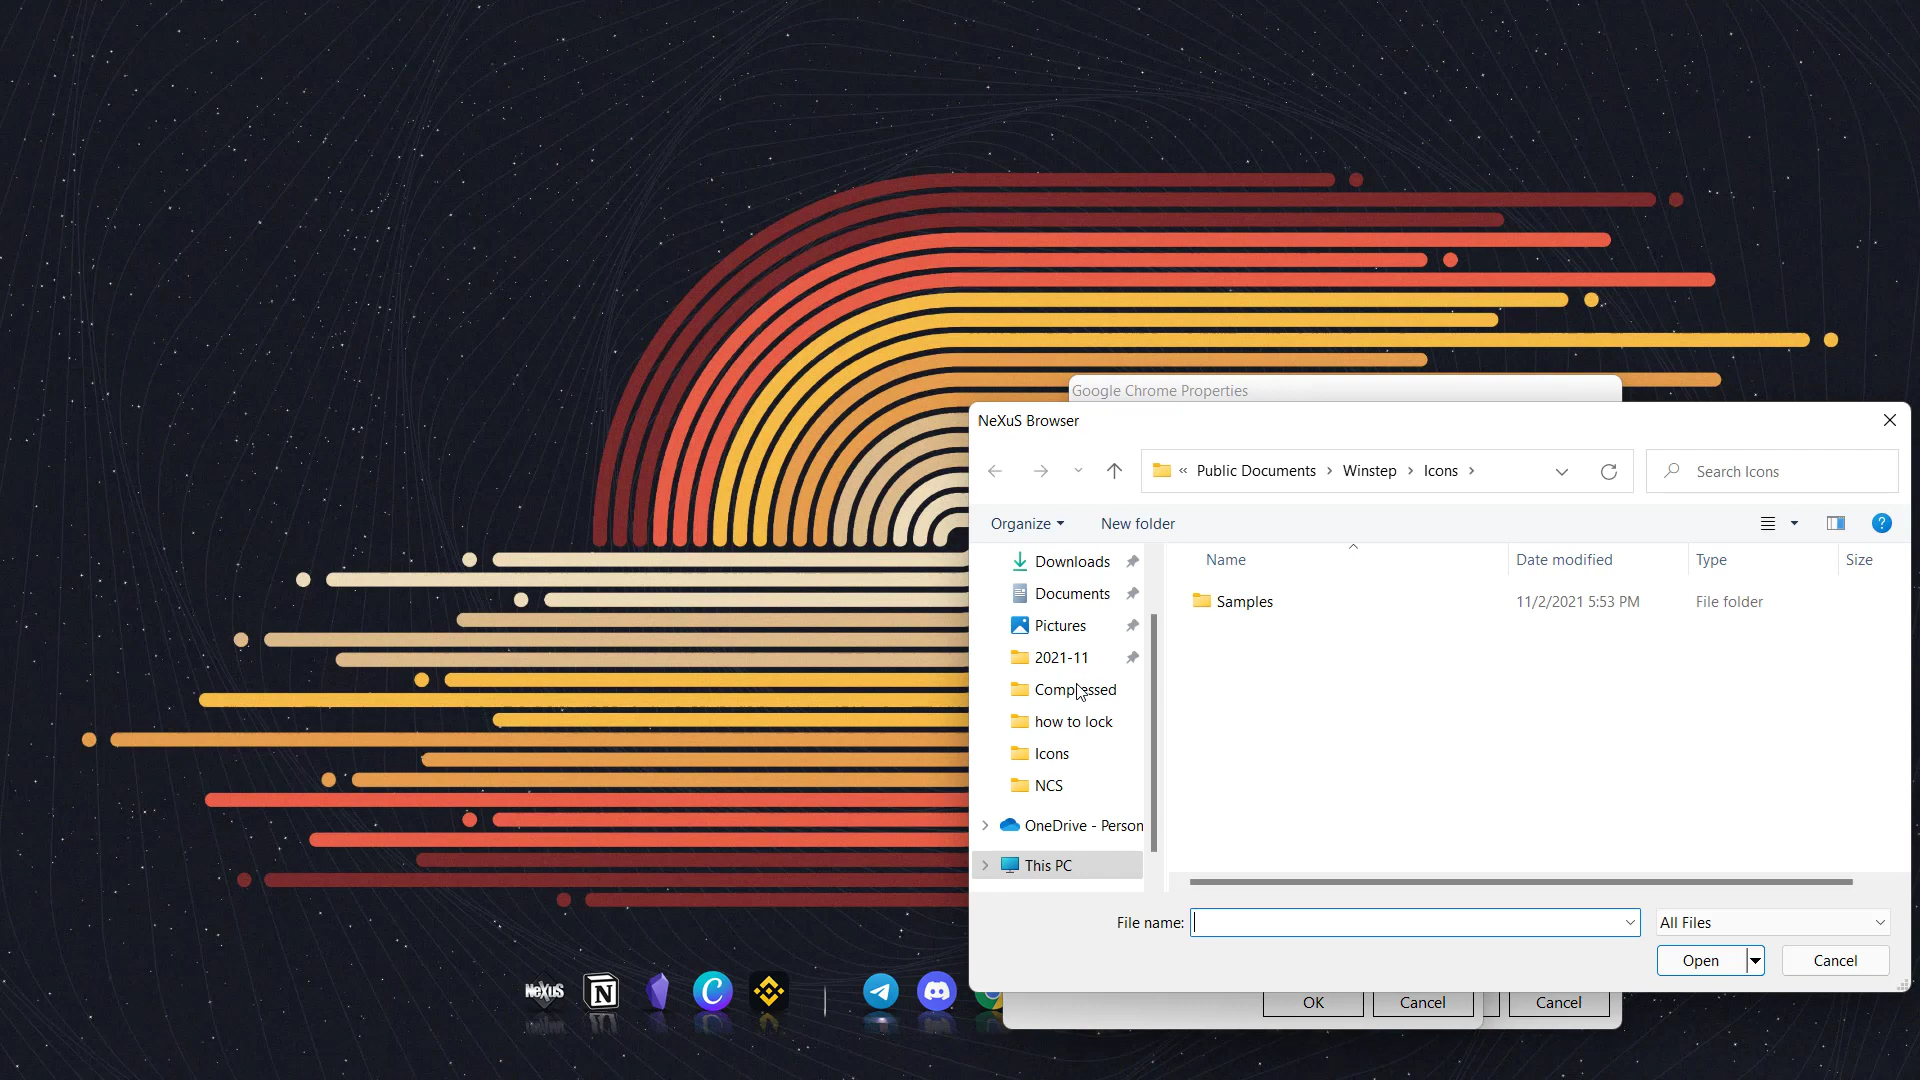 Google Chrome Properties
NeXuS Browser
« Public Documents › Winstep › Icons ›
Search Icons
Organize
New folder
Name
Date modified
Type
Size
Samples
11/2/2021 5:53 PM
File folder
Downloads
Documents
Pictures
2021-11
Compressed
how to lock
Icons
NCS
OneDrive - Person
This PC
File name:
All Files
Open
Cancel
OK
Cancel
Cancel
NeXuS
N
C